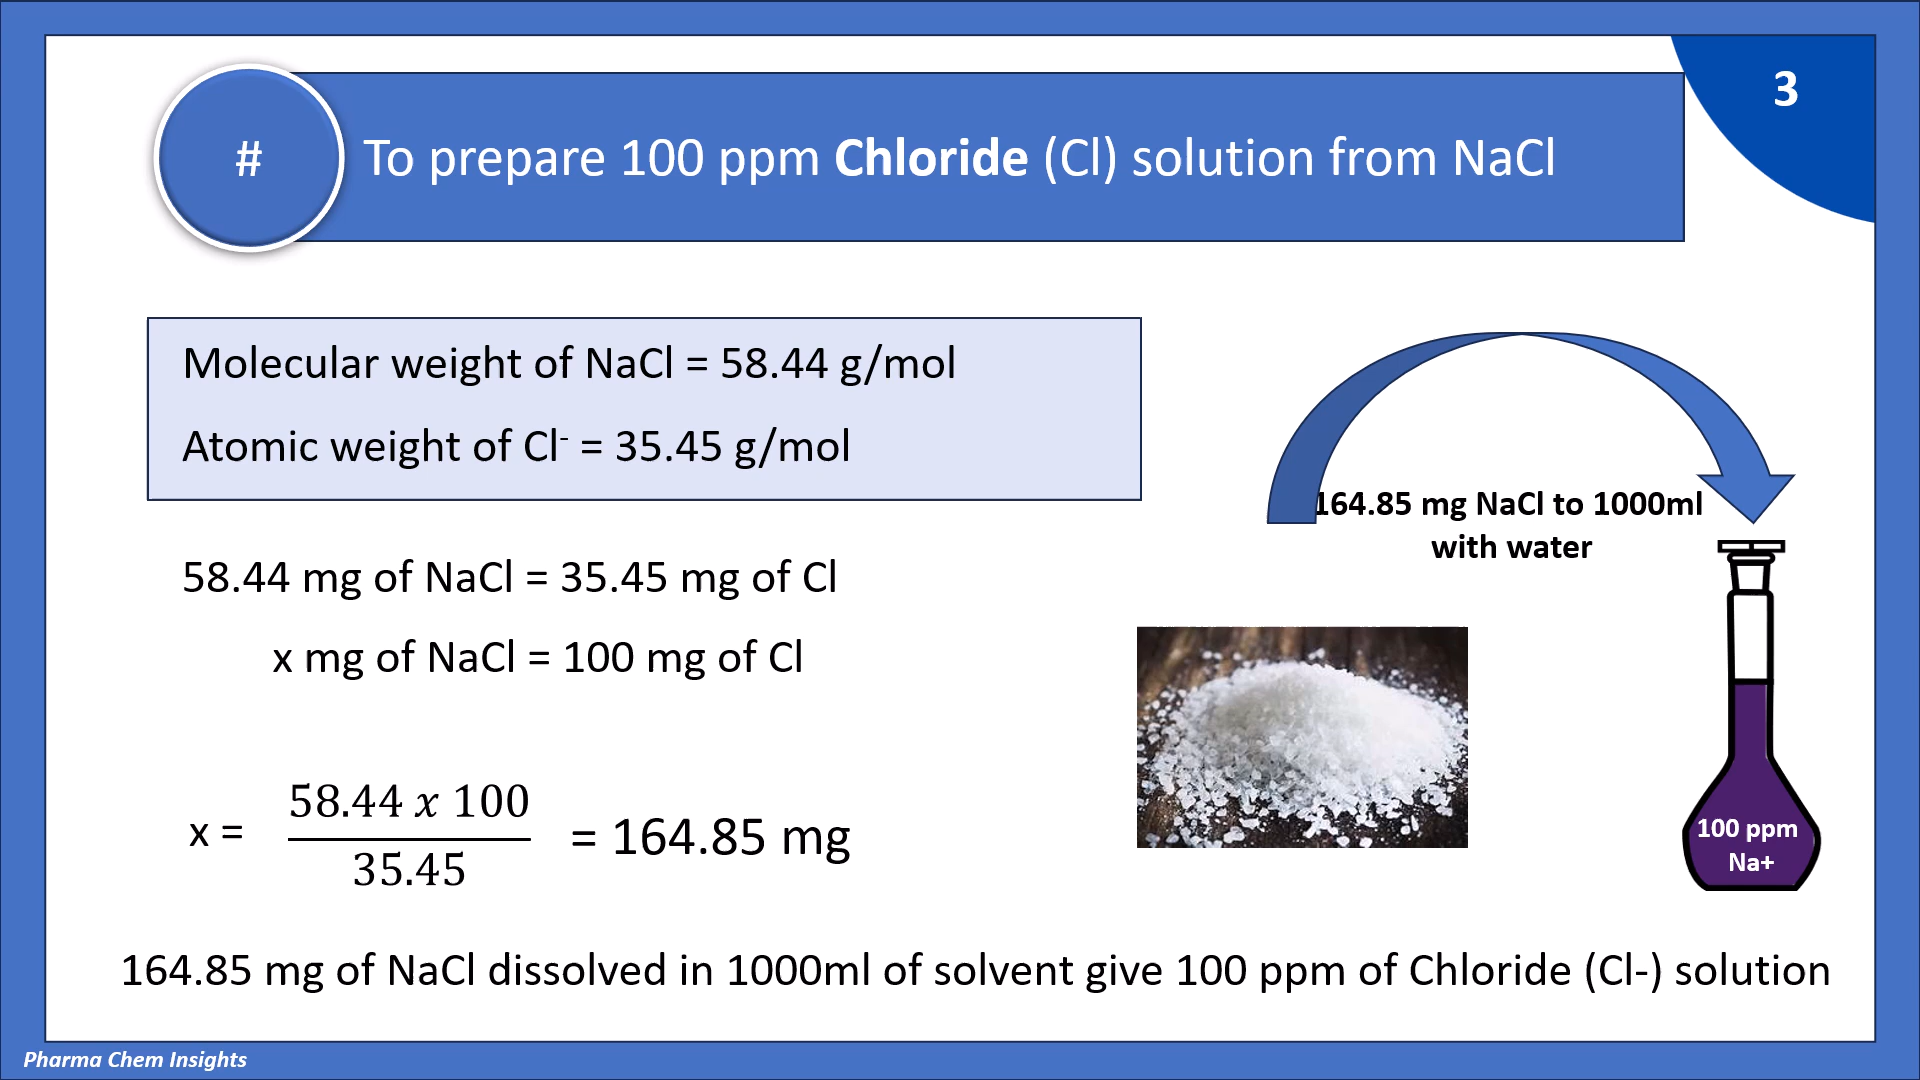 3
# To prepare 100 ppm Chloride (Cl) solution from NaCl
Molecular weight of NaCl = 58.44 g/mol
Atomic weight of Cl⁻ = 35.45 g/mol
164.85 mg NaCl to 1000ml
with water
58.44 mg of NaCl = 35.45 mg of Cl
x mg of NaCl = 100 mg of Cl
x = 58.44 x 100 / 35.45 = 164.85 mg
100 ppm
Na+
164.85 mg of NaCl dissolved in 1000ml of solvent give 100 ppm of Chloride (Cl-) solution
Pharma Chem Insights